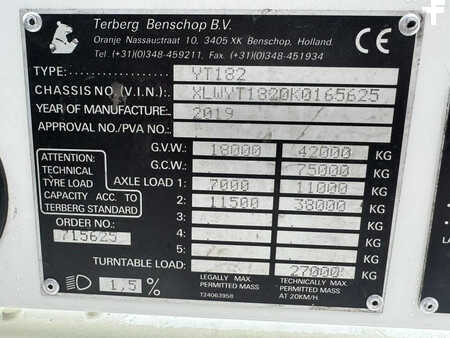 Terberg Benschop B.V.
Oranje Nassaustraat 10, 3405 XK Benschop, Holland.
Tel. (+31)(0)348-459211, Fax. (+31)(0)348-451934
CE
TYPE: YT182
CHASSIS NO.(V.I.N.): XLWYT1820K0165625
YEAR OF MANUFACTURE: 2019
APPROVAL NO./PVA NO.:
ATTENTION:
TECHNICAL
TYRE LOAD
CAPACITY ACC. TO
TERBERG STANDARD
ORDER NO.:
715625
G.V.W.: 18000 42000 KG
G.C.W.: 75000 KG
AXLE LOAD 1: 7000 11000 KG
2: 11500 38000 KG
3: KG
4: KG
5: KG
TURNTABLE LOAD: 27000 KG
1,5 %
LEGALLY MAX.
PERMITTED MASS
T24063958
TECHNICALLY MAX.
PERMITTED MASS
AT 20KM/H.